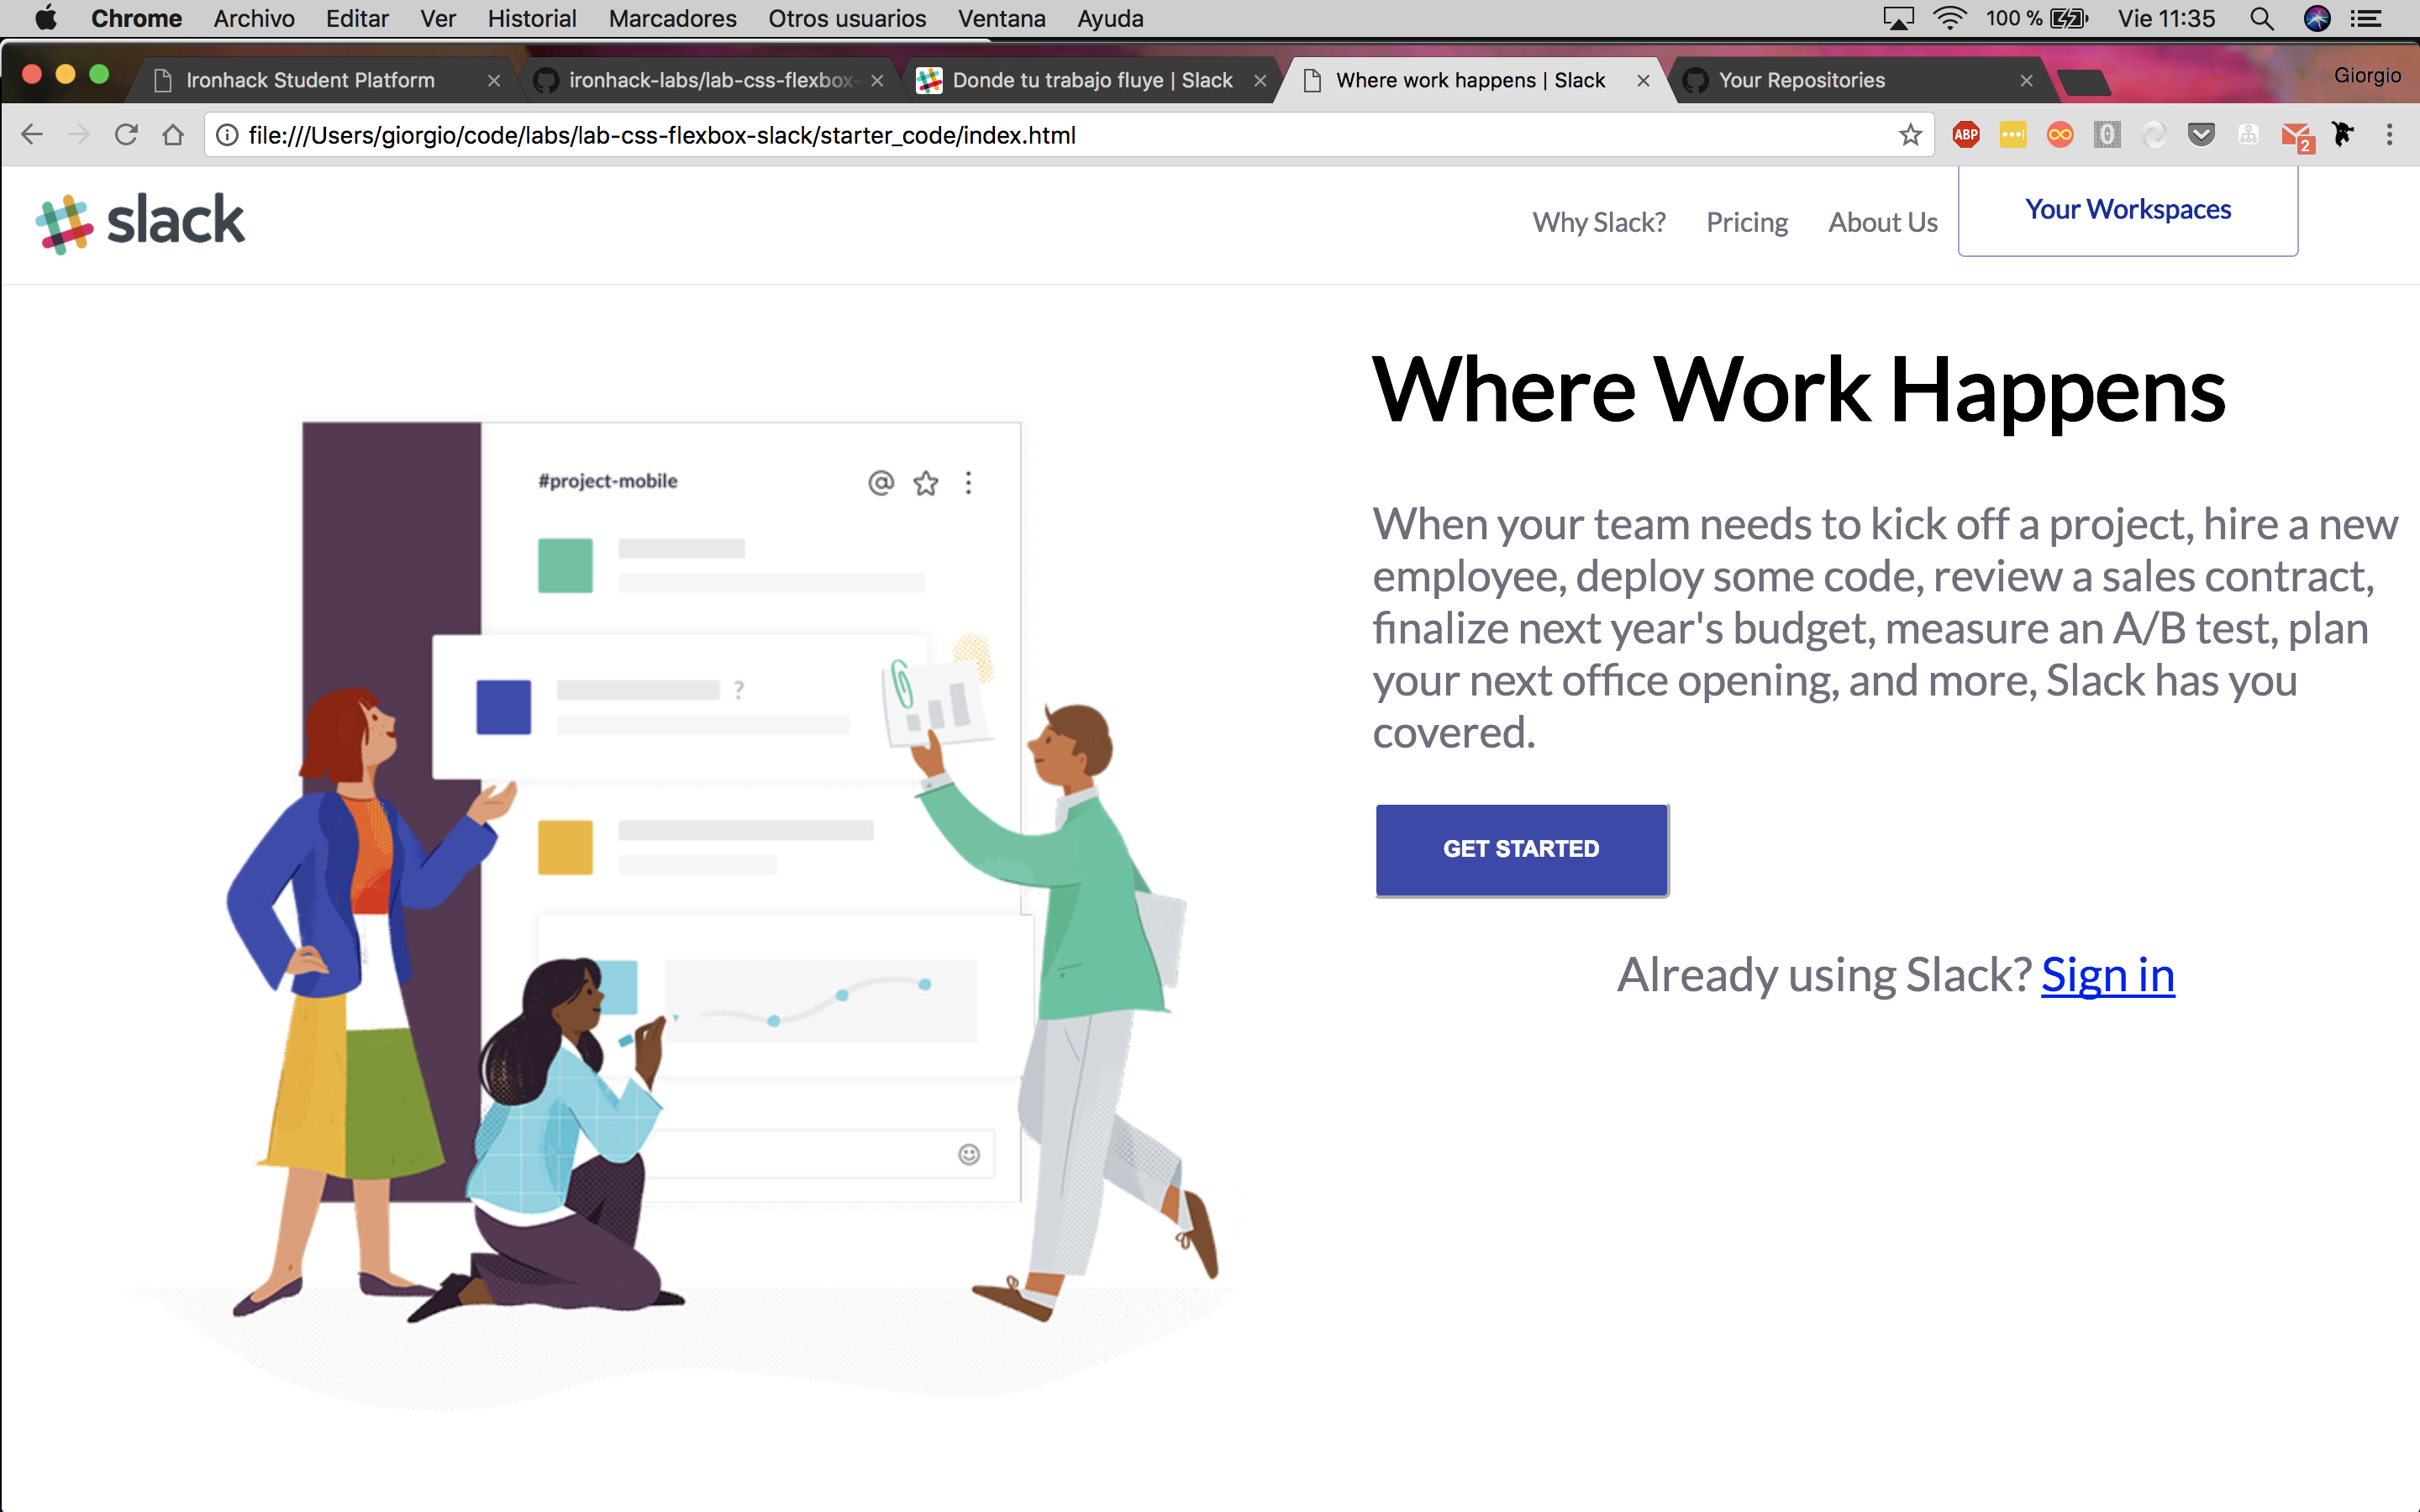 Chrome Archivo Editar Ver Historial Marcadores Otros usuarios Ventana Ayuda 100 % Vie 11:35
Ironhack Student Platform ironhack-labs/lab-css-flexbox- Donde tu trabajo fluye | Slack Where work happens | Slack Your Repositories Giorgio
file:///Users/giorgio/code/labs/lab-css-flexbox-slack/starter_code/index.html ABP 0 2
slack Why Slack? Pricing About Us Your Workspaces
Where Work Happens
#project-mobile @
When your team needs to kick off a project, hire a new
employee, deploy some code, review a sales contract,
finalize next year's budget, measure an A/B test, plan
your next office opening, and more, Slack has you
covered.
?
GET STARTED
Already using Slack? Sign in